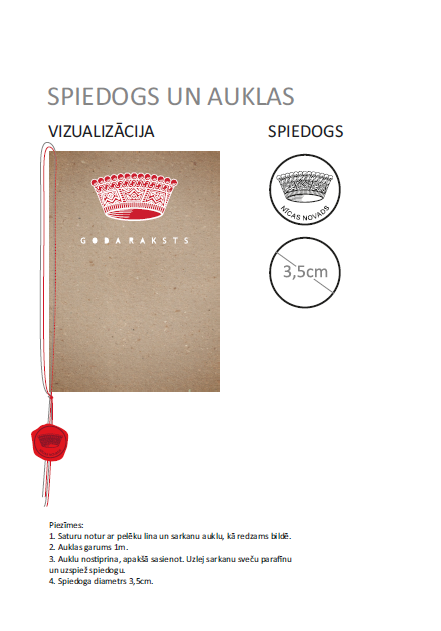 SPIEDOGS UN AUKLAS
VIZUALIZĀCIJA
SPIEDOGS
GODARAKSTS
NĪCAS NOVADS
3,5cm
Piezīmes:
1. Saturu notur ar pelēku lina un sarkanu auklu, kā redzams bildē.
2. Auklas garums 1m.
3. Auklu nostiprina, apakšā sasienot. Uzlej sarkanu sveču parafīnu
un uzspiež spiedogu.
4. Spiedoga diametrs 3,5cm.